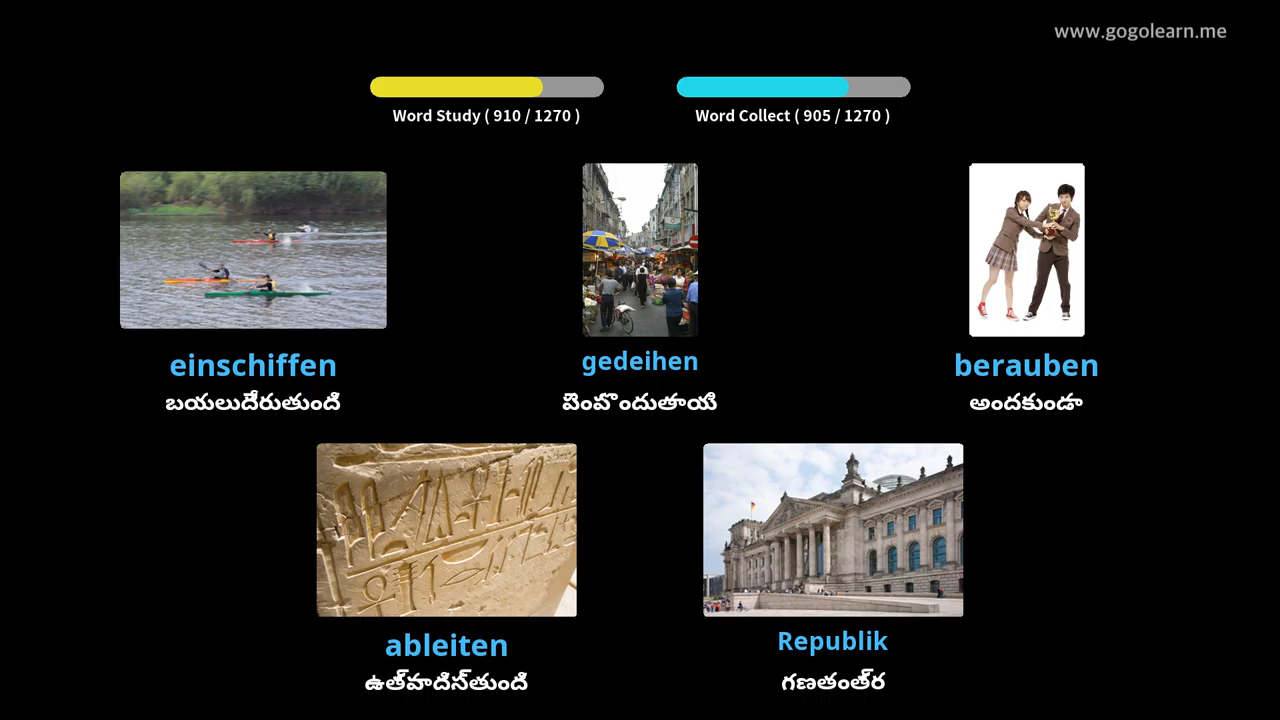 www.gogolearn.me
Word Study ( 910 / 1270 )
Word Collect ( 905 / 1270 )
einschiffen
బయలుదేరుతుంది
gedeihen
పెంపొందుతాయి
berauben
అందకుండా
ableiten
ఉత్పాదిస్తుంది
Republik
గణతంత్ర